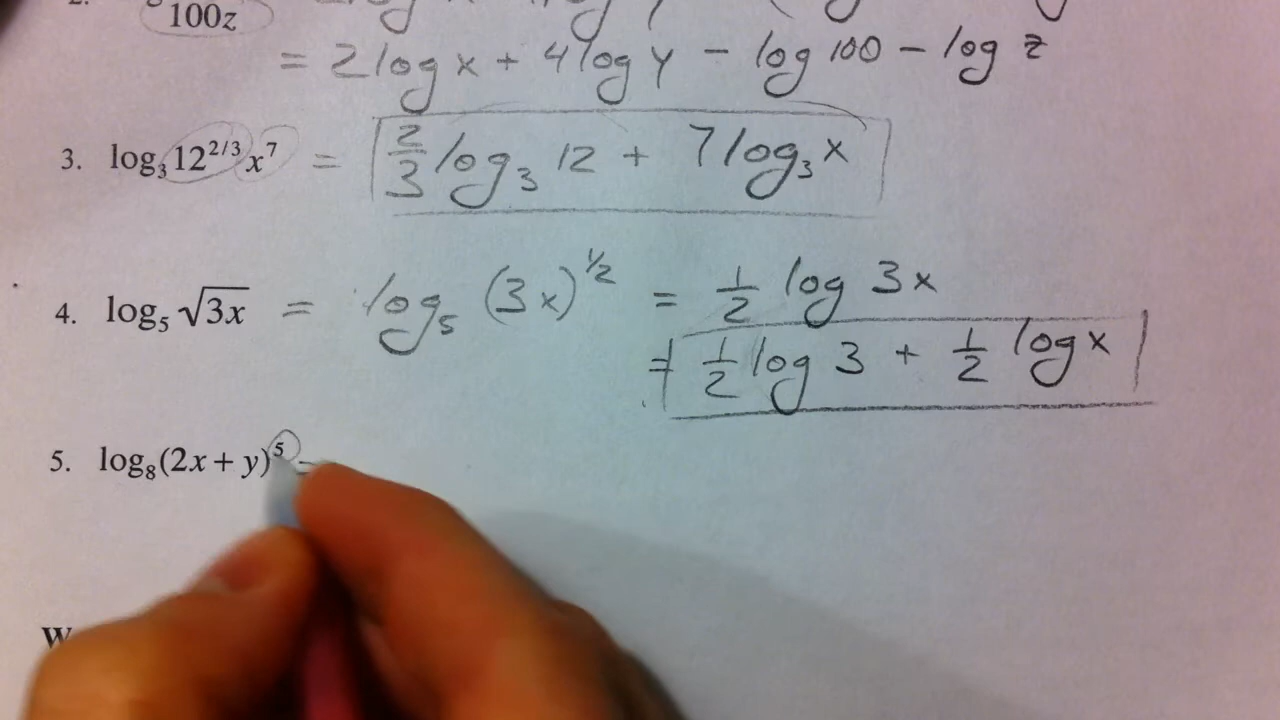 100z
= 2 log x + 4 log y - log 100 - log z
3. log₃ 12^{2/3} x⁷ = 2/3 log₃ 12 + 7 log₃ x
4. log₅ √3x = log₅ (3x)^{1/2} = 1/2 log 3x
= 1/2 log 3 + 1/2 log x
5. log₈(2x + y)⁵ =